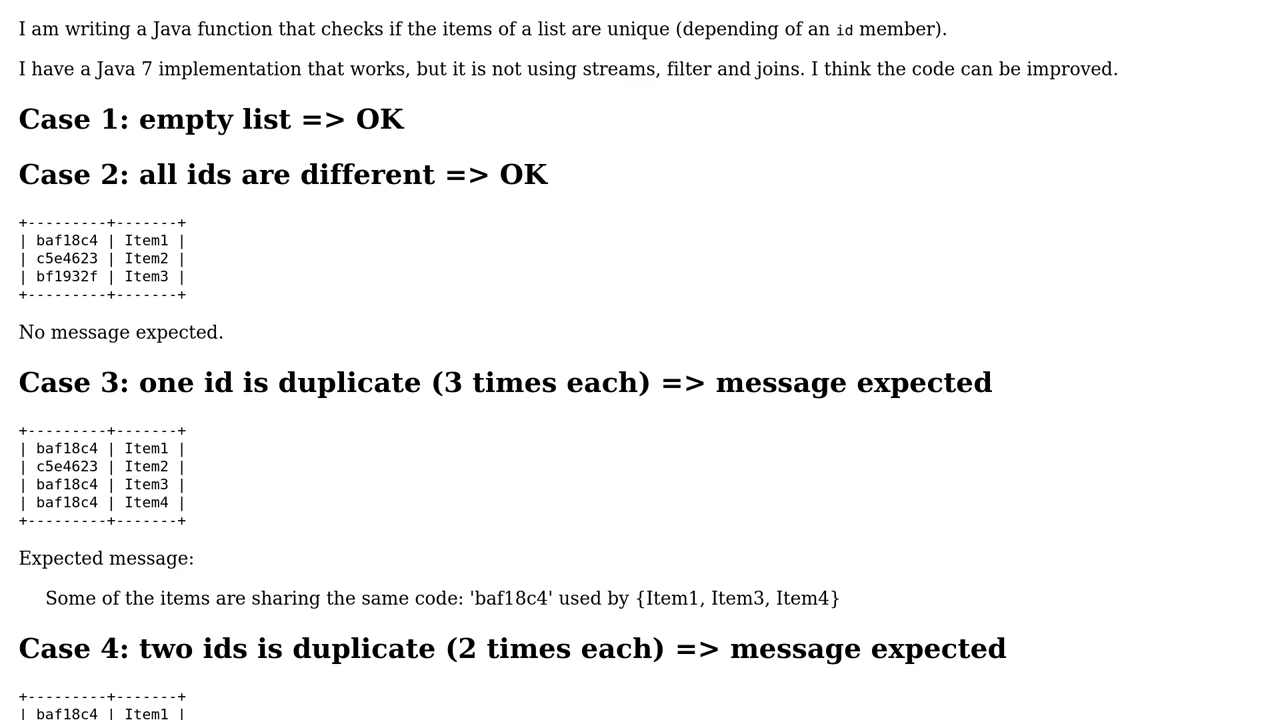 I am writing a Java function that checks if the items of a list are unique (depending of an id member).
I have a Java 7 implementation that works, but it is not using streams, filter and joins. I think the code can be improved.
Case 1: empty list => OK
Case 2: all ids are different => OK
+---------+-------+
| baf18c4 | Item1 |
| c5e4623 | Item2 |
| bf1932f | Item3 |
+---------+-------+
No message expected.
Case 3: one id is duplicate (3 times each) => message expected
+---------+-------+
| baf18c4 | Item1 |
| c5e4623 | Item2 |
| baf18c4 | Item3 |
| baf18c4 | Item4 |
+---------+-------+
Expected message:
Some of the items are sharing the same code: 'baf18c4' used by {Item1, Item3, Item4}
Case 4: two ids is duplicate (2 times each) => message expected
+---------+-------+
| baf18c4 | Item1 |